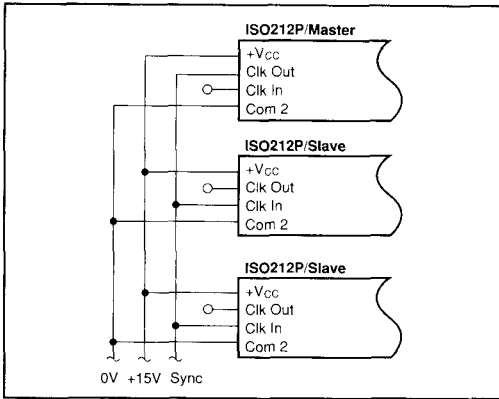 ISO212P/Master
+VCC
Clk Out
Clk In
Com 2
ISO212P/Slave
+VCC
Clk Out
Clk In
Com 2
ISO212P/Slave
+VCC
Clk Out
Clk In
Com 2
0V +15V Sync